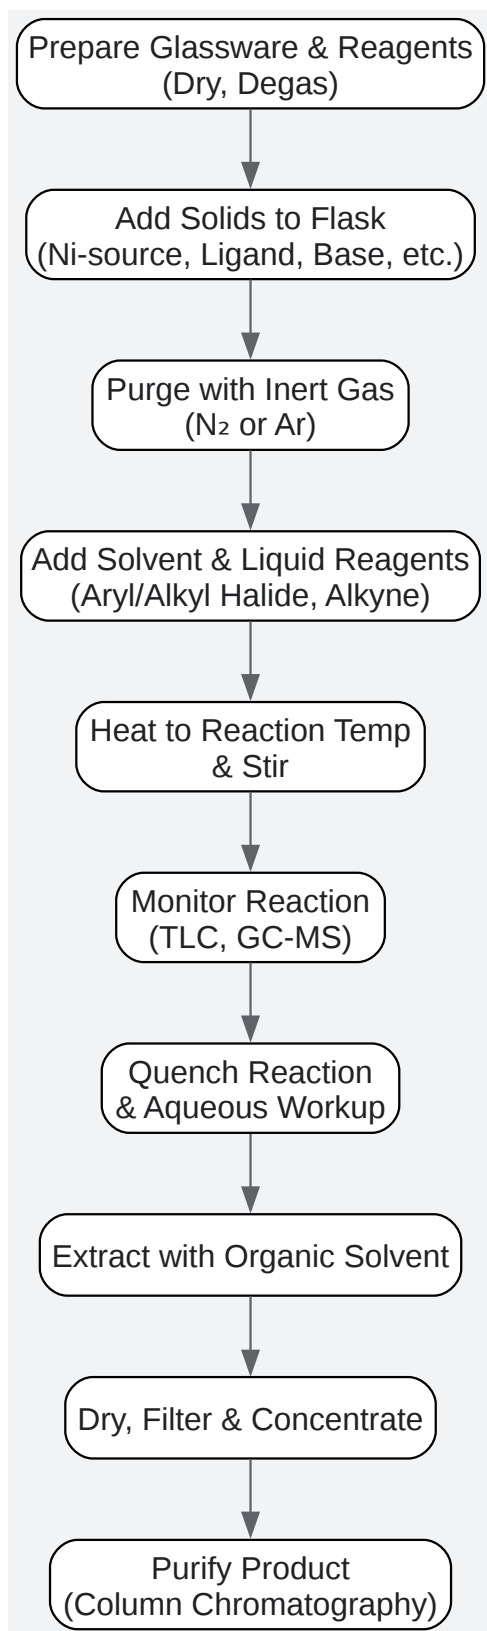 Prepare Glassware & Reagents
(Dry, Degas)
Add Solids to Flask
(Ni-source, Ligand, Base, etc.)
Purge with Inert Gas
(N₂ or Ar)
Add Solvent & Liquid Reagents
(Aryl/Alkyl Halide, Alkyne)
Heat to Reaction Temp
& Stir
Monitor Reaction
(TLC, GC-MS)
Quench Reaction
& Aqueous Workup
Extract with Organic Solvent
Dry, Filter & Concentrate
Purify Product
(Column Chromatography)